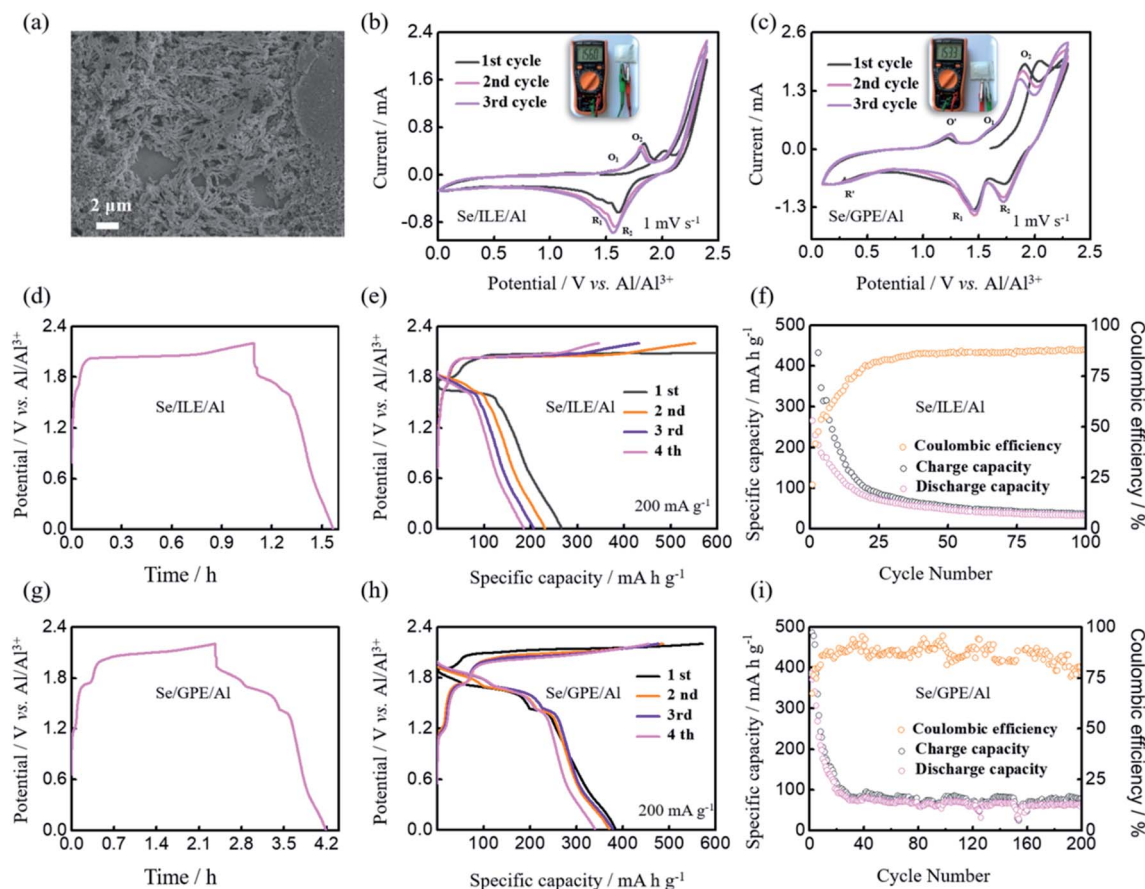 (a)
2 μm
(b)
2.4
1.6
0.8
0.0
-0.8
Current / mA
1st cycle
2nd cycle
3rd cycle
O₁
O₂
R₁
R₂
Se/ILE/Al
1 mV s⁻¹
0.0 0.5 1.0 1.5 2.0 2.5
Potential / V vs. Al/Al³⁺
(c)
2.6
1.3
0.0
-1.3
Current / mA
1st cycle
2nd cycle
3rd cycle
O'
O₁
O₂
R'
R₁
R₂
Se/GPE/Al
1 mV s⁻¹
0.0 0.5 1.0 1.5 2.0 2.5
Potential / V vs. Al/Al³⁺
(d)
2.4
1.8
1.2
0.6
0.0
Potential / V vs. Al/Al³⁺
Se/ILE/Al
0.0 0.3 0.6 0.9 1.2 1.5
Time / h
(e)
2.4
1.8
1.2
0.6
0.0
Potential / V vs. Al/Al³⁺
1 st
2 nd
3 rd
4 th
Se/ILE/Al
200 mA g⁻¹
100 200 300 400 500 600
Specific capacity / mA h g⁻¹
(f)
500
400
300
200
100
0
Specific capacity / mA h g⁻¹
Se/ILE/Al
Coulombic efficiency
Charge capacity
Discharge capacity
100
75
50
25
0
Coulombic efficiency / %
0 25 50 75 100
Cycle Number
(g)
2.4
1.8
1.2
0.6
0.0
Potential / V vs. Al/Al³⁺
Se/GPE/Al
0.0 0.7 1.4 2.1 2.8 3.5 4.2
Time / h
(h)
2.4
1.8
1.2
0.6
0.0
Potential / V vs. Al/Al³⁺
Se/GPE/Al
1 st
2 nd
3rd
4 th
200 mA g⁻¹
100 200 300 400 500 600
Specific capacity / mA h g⁻¹
(i)
500
400
300
200
100
0
Specific capacity / mA h g⁻¹
Se/GPE/Al
Coulombic efficiency
Charge capacity
Discharge capacity
100
75
50
25
0
Coulombic efficiency / %
0 40 80 120 160 200
Cycle Number